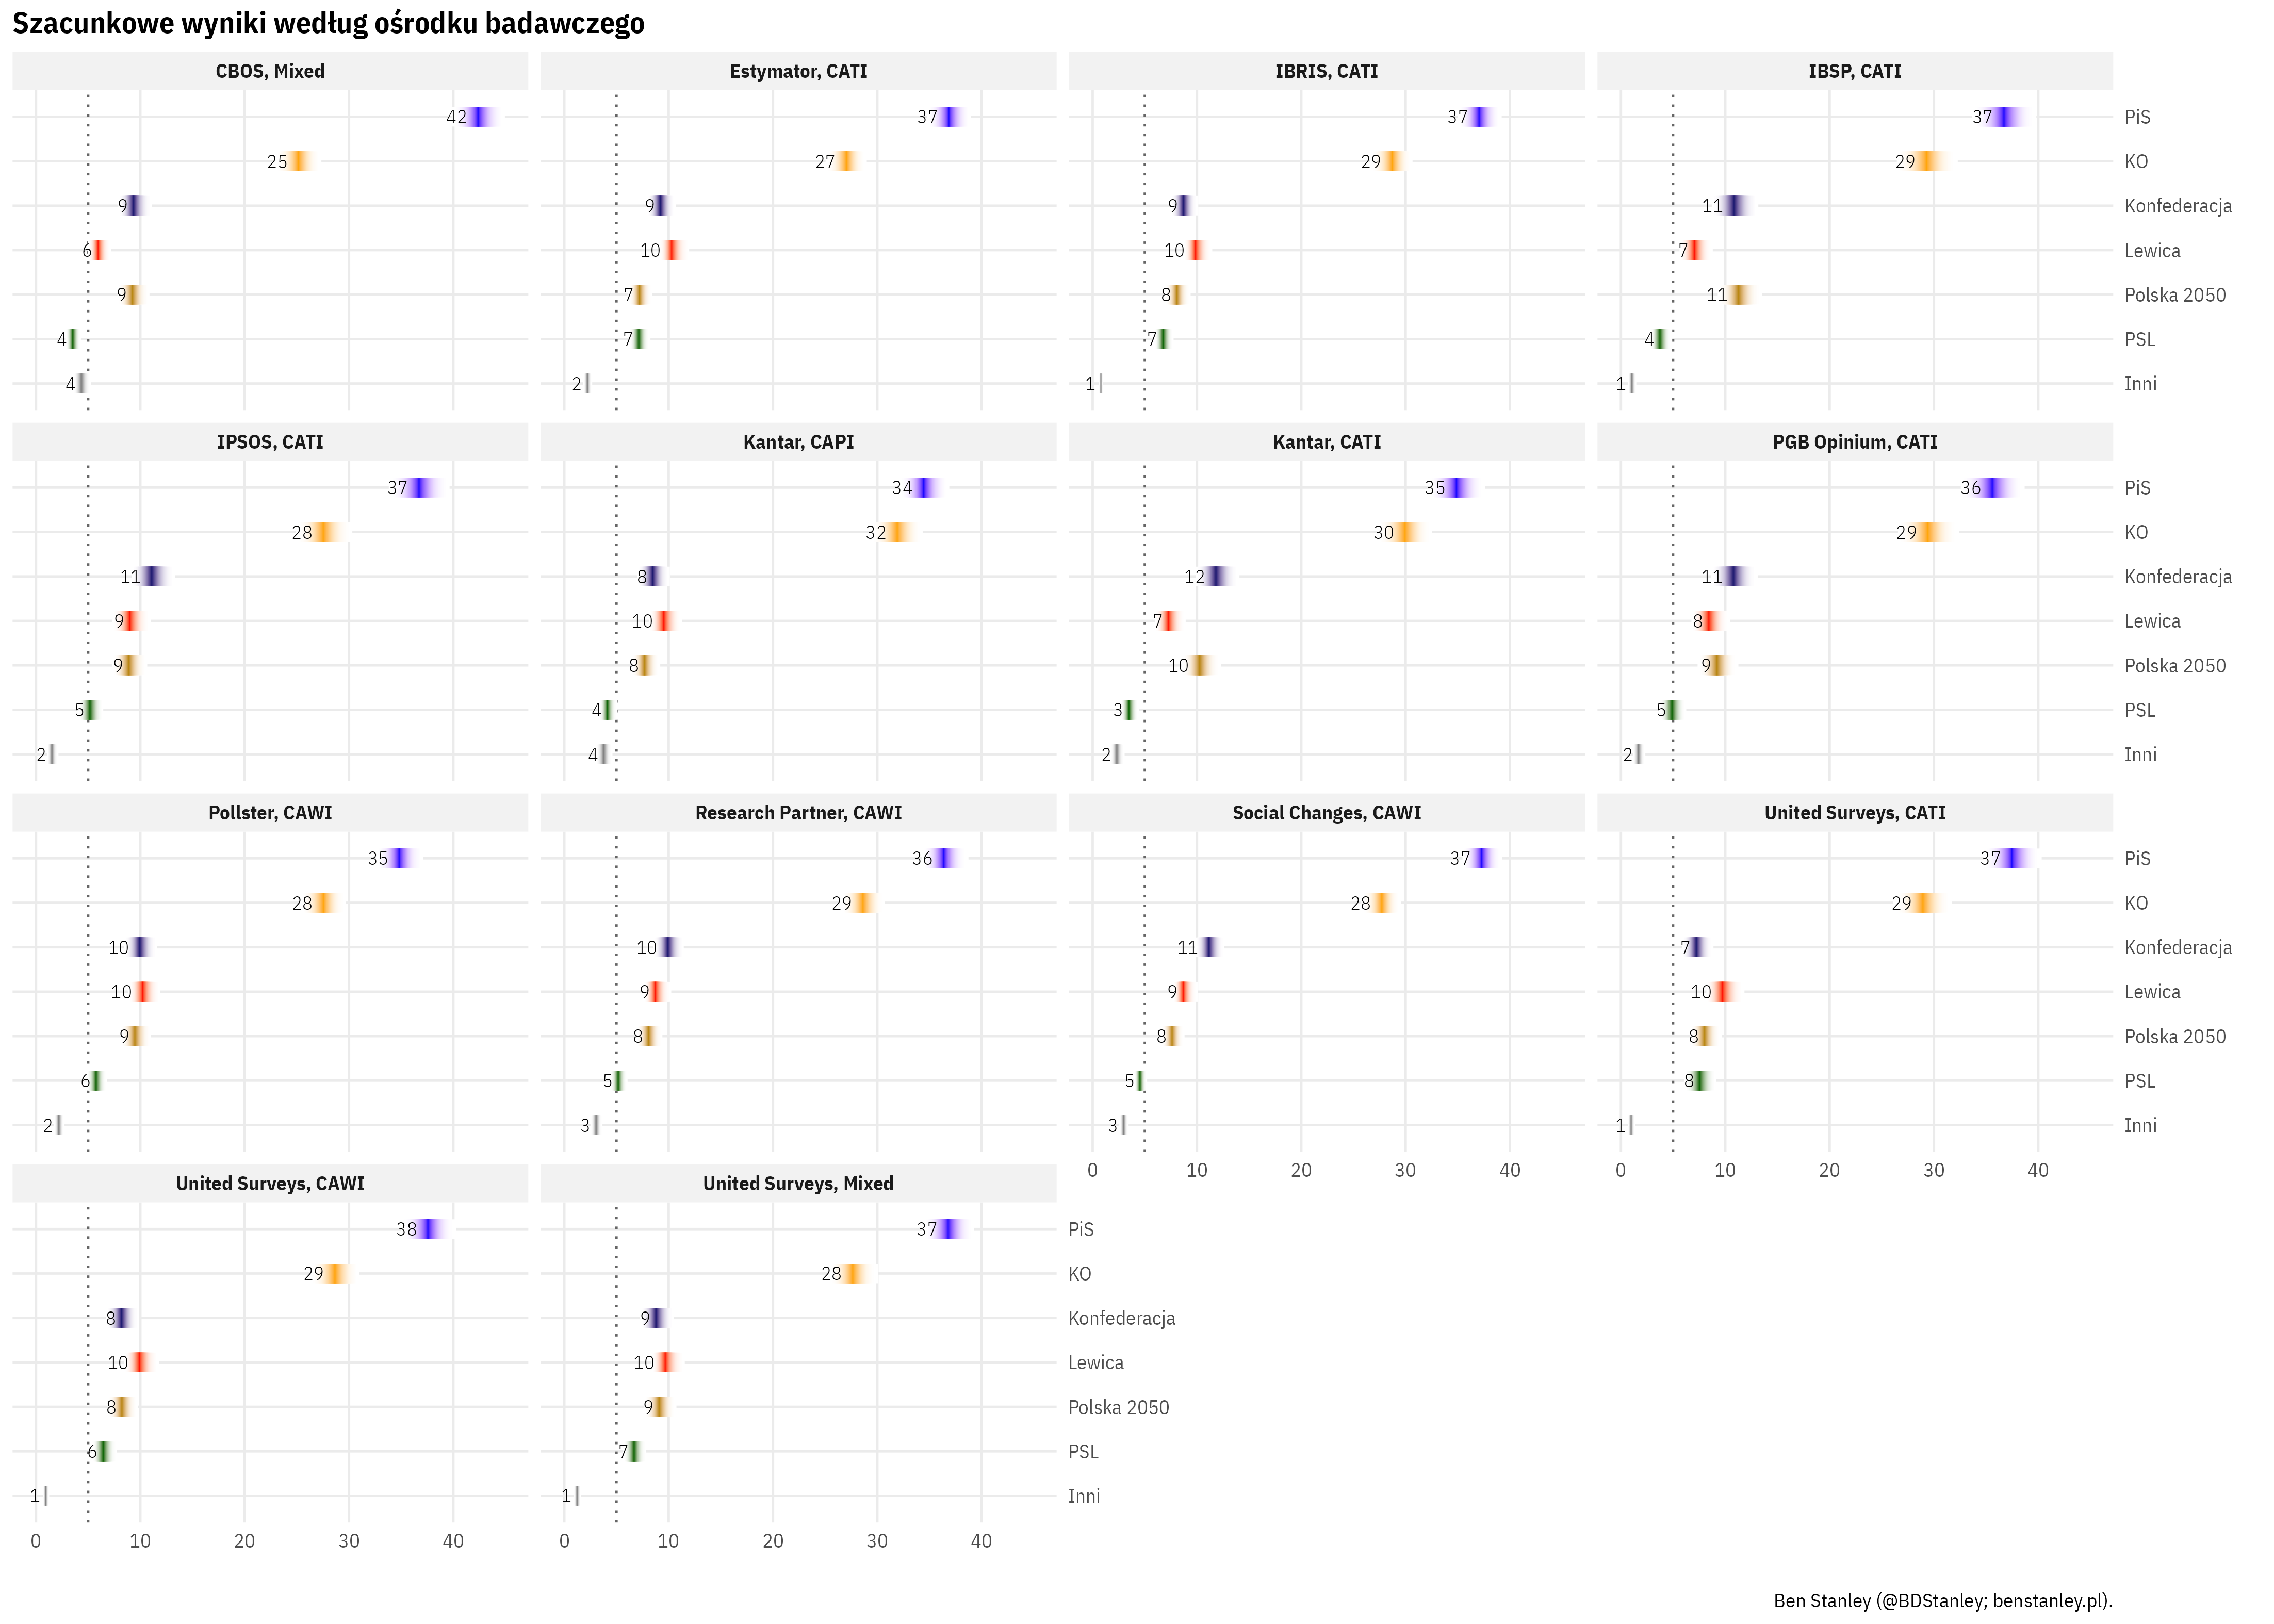 Szacunkowe wyniki według ośrodku badawczego
CBOS, Mixed Estymator, CATI IBRIS, CATI IBSP, CATI
42 37 37 37 PiS
25 27 29 29 KO
9 9 9 11 Konfederacja
6 10 10 7 Lewica
9 7 8 11 Polska 2050
4 7 7 4 PSL
4 2 1 1 Inni
IPSOS, CATI Kantar, CAPI Kantar, CATI PGB Opinium, CATI
37 34 35 36 PiS
28 32 30 29 KO
11 8 12 11 Konfederacja
9 10 7 8 Lewica
9 8 10 9 Polska 2050
5 4 3 5 PSL
2 4 2 2 Inni
Pollster, CAWI Research Partner, CAWI Social Changes, CAWI United Surveys, CATI
35 36 37 37 PiS
28 29 28 29 KO
10 10 11 7 Konfederacja
10 9 9 10 Lewica
9 8 8 8 Polska 2050
6 5 5 8 PSL
2 3 3 1 Inni
0 10 20 30 40 0 10 20 30 40
United Surveys, CAWI United Surveys, Mixed
38 37 PiS
29 28 KO
8 9 Konfederacja
10 10 Lewica
8 9 Polska 2050
6 7 PSL
1 1 Inni
0 10 20 30 40 0 10 20 30 40
Ben Stanley (@BDStanley; benstanley.pl).